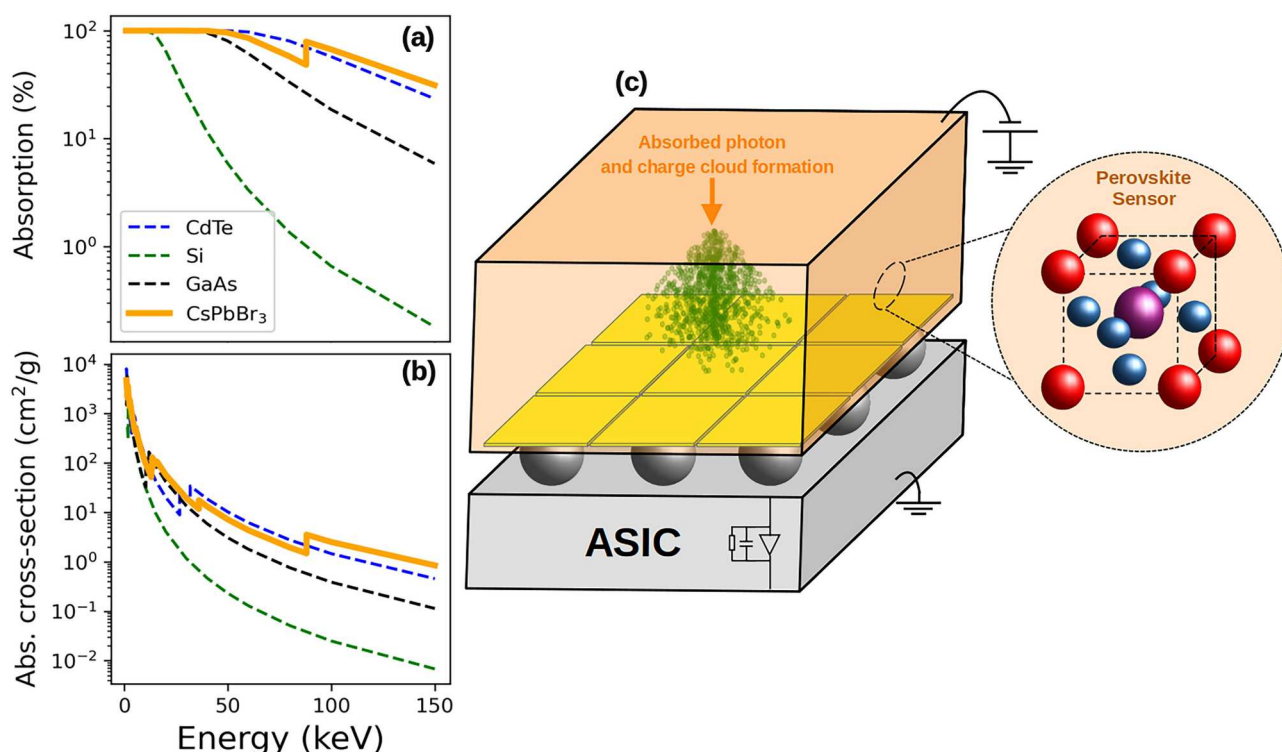 (a)
10²
10¹
10⁰
Absorption (%)
CdTe
Si
GaAs
CsPbBr₃
(b)
10⁴
10³
10²
10¹
10⁰
10⁻¹
10⁻²
Abs. cross-section (cm²/g)
0
50
100
150
Energy (keV)
(c)
Absorbed photon
and charge cloud formation
ASIC
Perovskite
Sensor